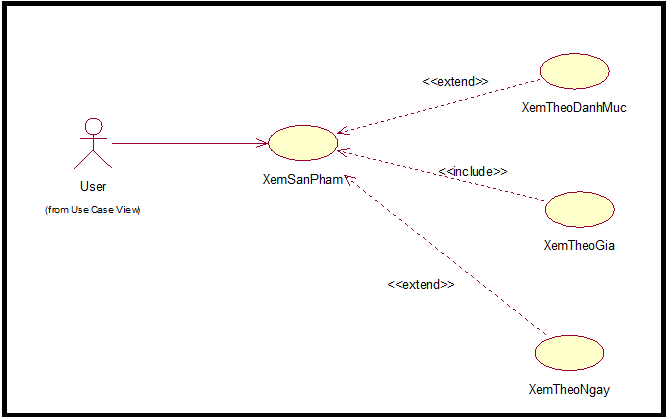 <<extend>>
XemTheoDanhMuc
User
(from Use Case View)
XemSanPham
<<include>>
XemTheoGia
<<extend>>
XemTheoNgay